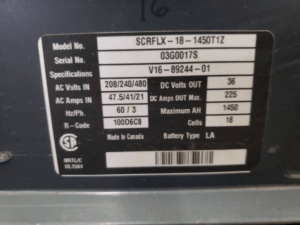 16
Model No. SCRFLX-18-1450T1Z
Serial No. 03G0017S
Specifications V16-89244-01
AC Volts IN 208/240/480 DC Volts OUT 36
AC Amps IN 47.5/41/21 DC Amps OUT Max. 225
Hz/Ph. 60 / 3 Maximum AH 1450
R-Code 100D6C8 Cells 18
Made in Canada Battery Type LA